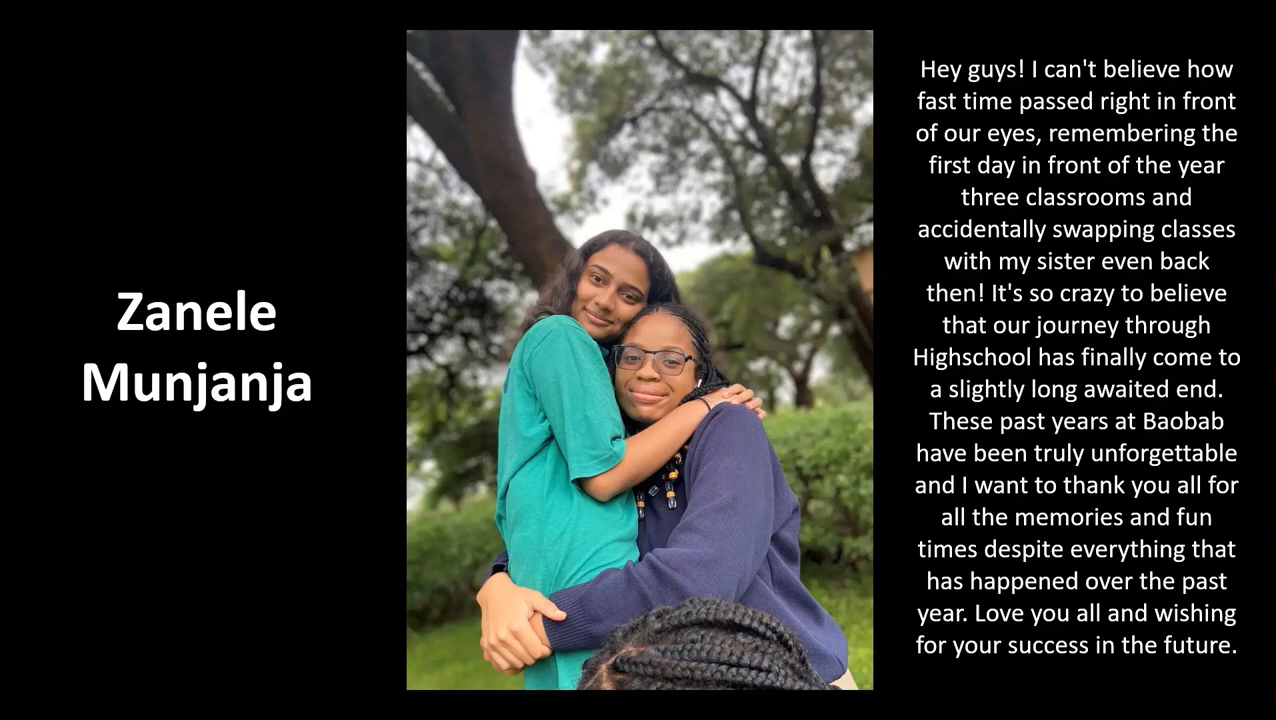 Zanele
Munjanja
Hey guys! I can't believe how
fast time passed right in front
of our eyes, remembering the
first day in front of the year
three classrooms and
accidentally swapping classes
with my sister even back
then! It's so crazy to believe
that our journey through
Highschool has finally come to
a slightly long awaited end.
These past years at Baobab
have been truly unforgettable
and I want to thank you all for
all the memories and fun
times despite everything that
has happened over the past
year. Love you all and wishing
for your success in the future.